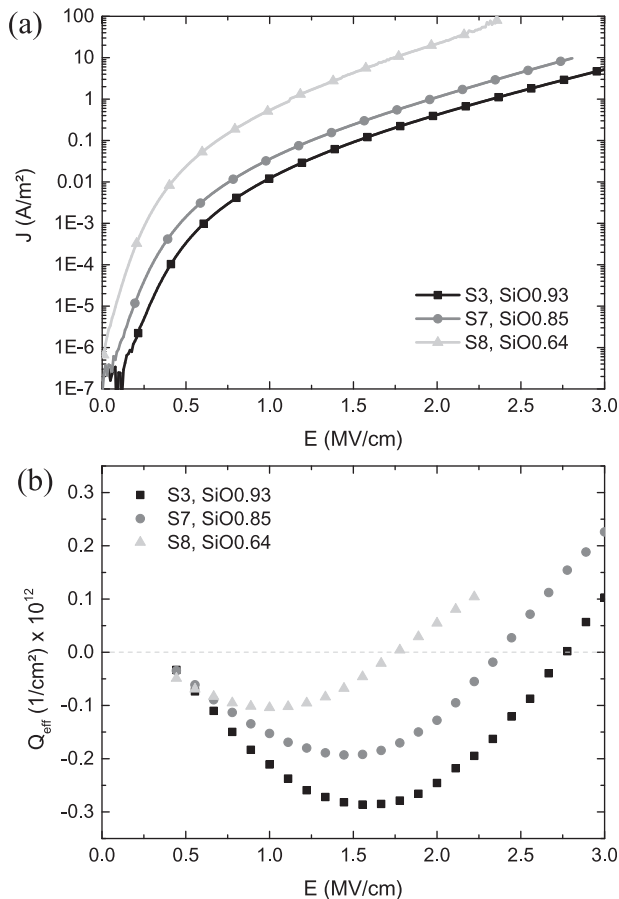 (a)
100
10
1
0.1
0.01
1E-3
1E-4
1E-5
1E-6
1E-7
J (A/m²)
S3, SiO0.93
S7, SiO0.85
S8, SiO0.64
0.0 0.5 1.0 1.5 2.0 2.5 3.0
E (MV/cm)
(b)
0.3
0.2
0.1
0.0
-0.1
-0.2
-0.3
Q_eff (1/cm²) x 10¹²
S3, SiO0.93
S7, SiO0.85
S8, SiO0.64
0.0 0.5 1.0 1.5 2.0 2.5 3.0
E (MV/cm)